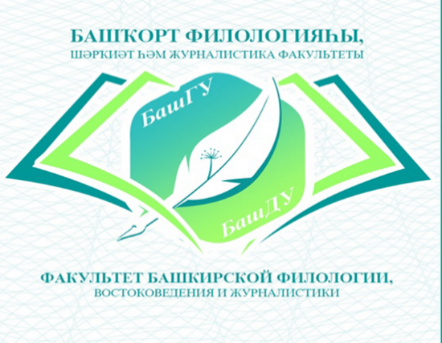 БАШҠОРТ ФИЛОЛОГИЯҺЫ,
ШӘРҠИӘТ ҺӘМ ЖУРНАЛИСТИКА ФАКУЛЬТЕТЫ
БашГУ
БашДУ
ФАКУЛЬТЕТ БАШКИРСКОЙ ФИЛОЛОГИИ,
ВОСТОКОВЕДЕНИЯ И ЖУРНАЛИСТИКИ